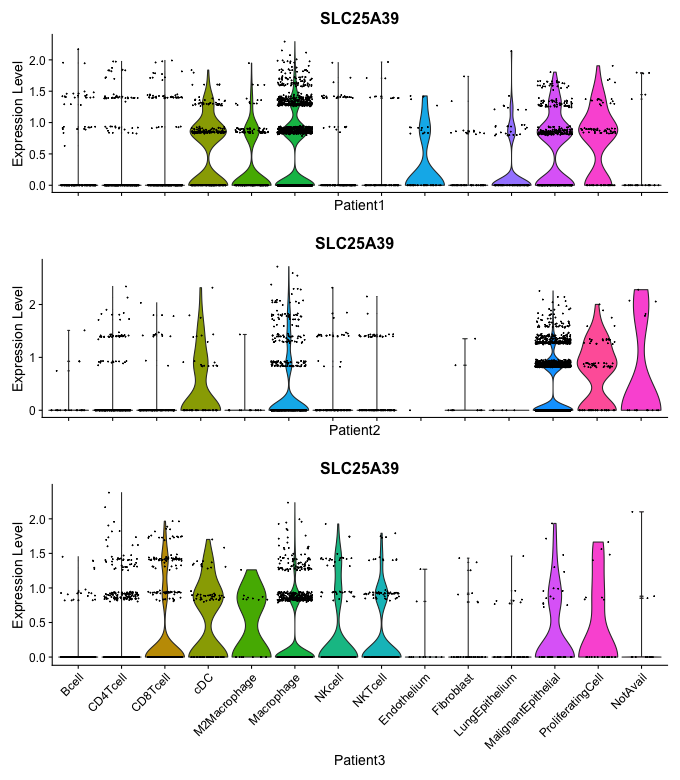 SLC25A39
Expression Level
2.0
1.5
1.0
0.5
0.0
Patient1
SLC25A39
Expression Level
2
1
0
Patient2
SLC25A39
Expression Level
2.0
1.5
1.0
0.5
0.0
Bcell
CD4Tcell
CD8Tcell
cDC
M2Macrophage
Macrophage
NKcell
NKTcell
Endothelium
Fibroblast
LungEpithelium
MalignantEpithelial
ProliferatingCell
NotAvail
Patient3